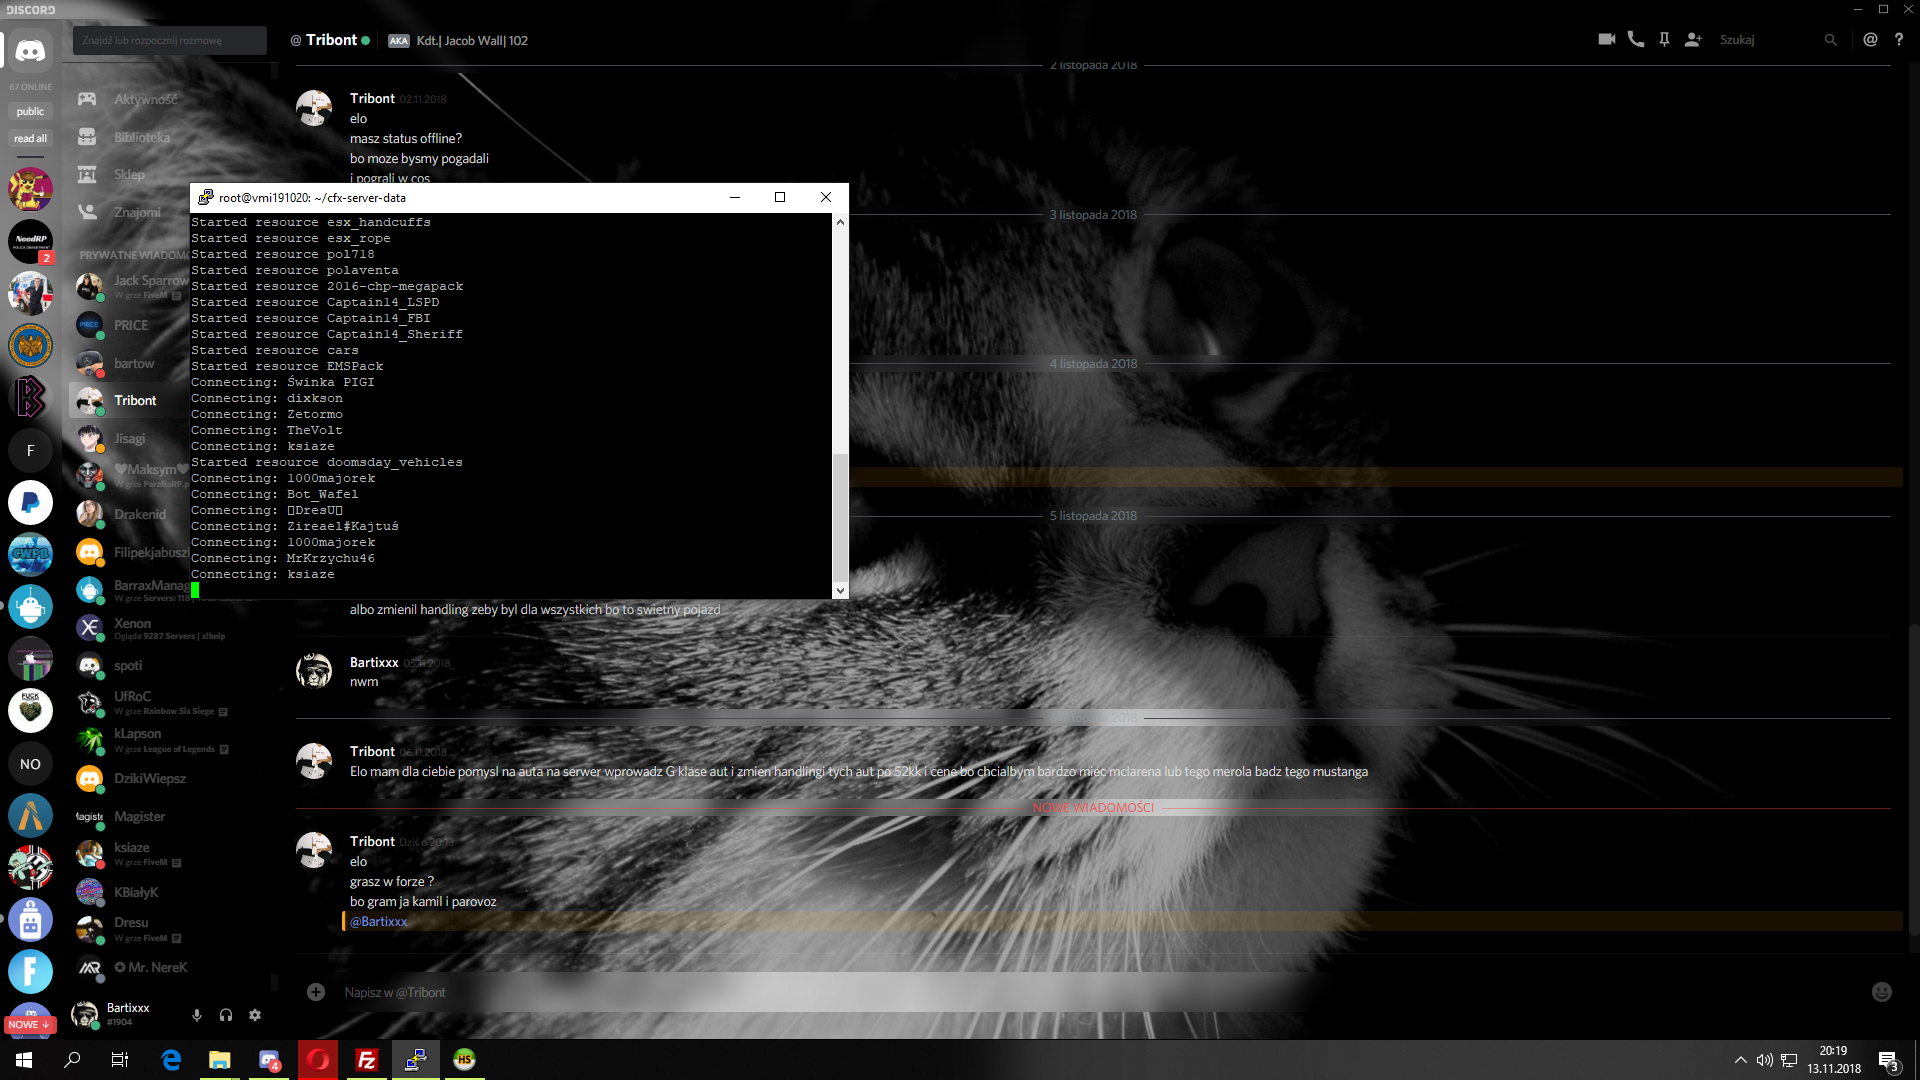 DISCORD
Znajdź lub rozpocznij rozmowę
@ Tribont
AKA
Kdt.| Jacob Wall| 102
Szukaj
67 ONLINE
public
read all
NeedRP
2
F
CWPB
FUCK
NO
NOWE ↓
Aktywność
Biblioteka
Sklep
Znajomi
PRYWATNE WIADOMO
Jack Sparrow
W grze FiveM
PRICE
PRICE
bartow
Tribont
Jisagi
Maksym
W grze ParafiaRP.p
Drakenid
Filipekjabusz
BarraxManag
Xenon
Ogląda 9287 Servers | x!help
spoti
UfRoC
W grze Rainbow Six Siege
kLapson
W grze League of Legends
DzikiWiepsz
Magister
ksiaze
W grze FiveM
KBiałyK
Dresu
W grze FiveM
Mr. NereK
Bartixxx
#1904
2 listopada 2018
Tribont 02.11.2018
elo
masz status offline?
bo moze bysmy pogadali
i pograli w cos
3 listopada 2018
4 listopada 2018
5 listopada 2018
root@vmi191020: ~/cfx-server-data
Started resource esx_handcuffs
Started resource esx_rope
Started resource pol718
Started resource polaventa
Started resource 2016-chp-megapack
Started resource Captain14_LSPD
Started resource Captain14_FBI
Started resource Captain14_Sheriff
Started resource cars
Started resource EMSPack
Connecting: Świnka PIGI
Connecting: dixkson
Connecting: Zetormo
Connecting: TheVolt
Connecting: ksiaze
Started resource doomsday_vehicles
Connecting: 1000majorek
Connecting: Bot_Wafel
Connecting: ▯DresU▯
Connecting: Zireael#Kajtuś
Connecting: 1000majorek
Connecting: MrKrzychu46
Connecting: ksiaze
albo zmienil handling zeby byl dla wszystkich bo to swietny pojazd
Bartixxx 05.11.2018
nwm
Tribont 06.11.2018
Elo mam dla ciebie pomysl na auta na serwer wprowadz G klase aut i zmien handlingi tych aut po 52kk i cene bo chcialbym bardzo miec mclarena lub tego merola badz tego mustanga
NOWE WIADOMOŚCI
Tribont Dziś o 20:13
elo
grasz w forze ?
bo gram ja kamil i parovoz
@Bartixxx
Napisz w @Tribont
4
HS
20:19
13.11.2018
3